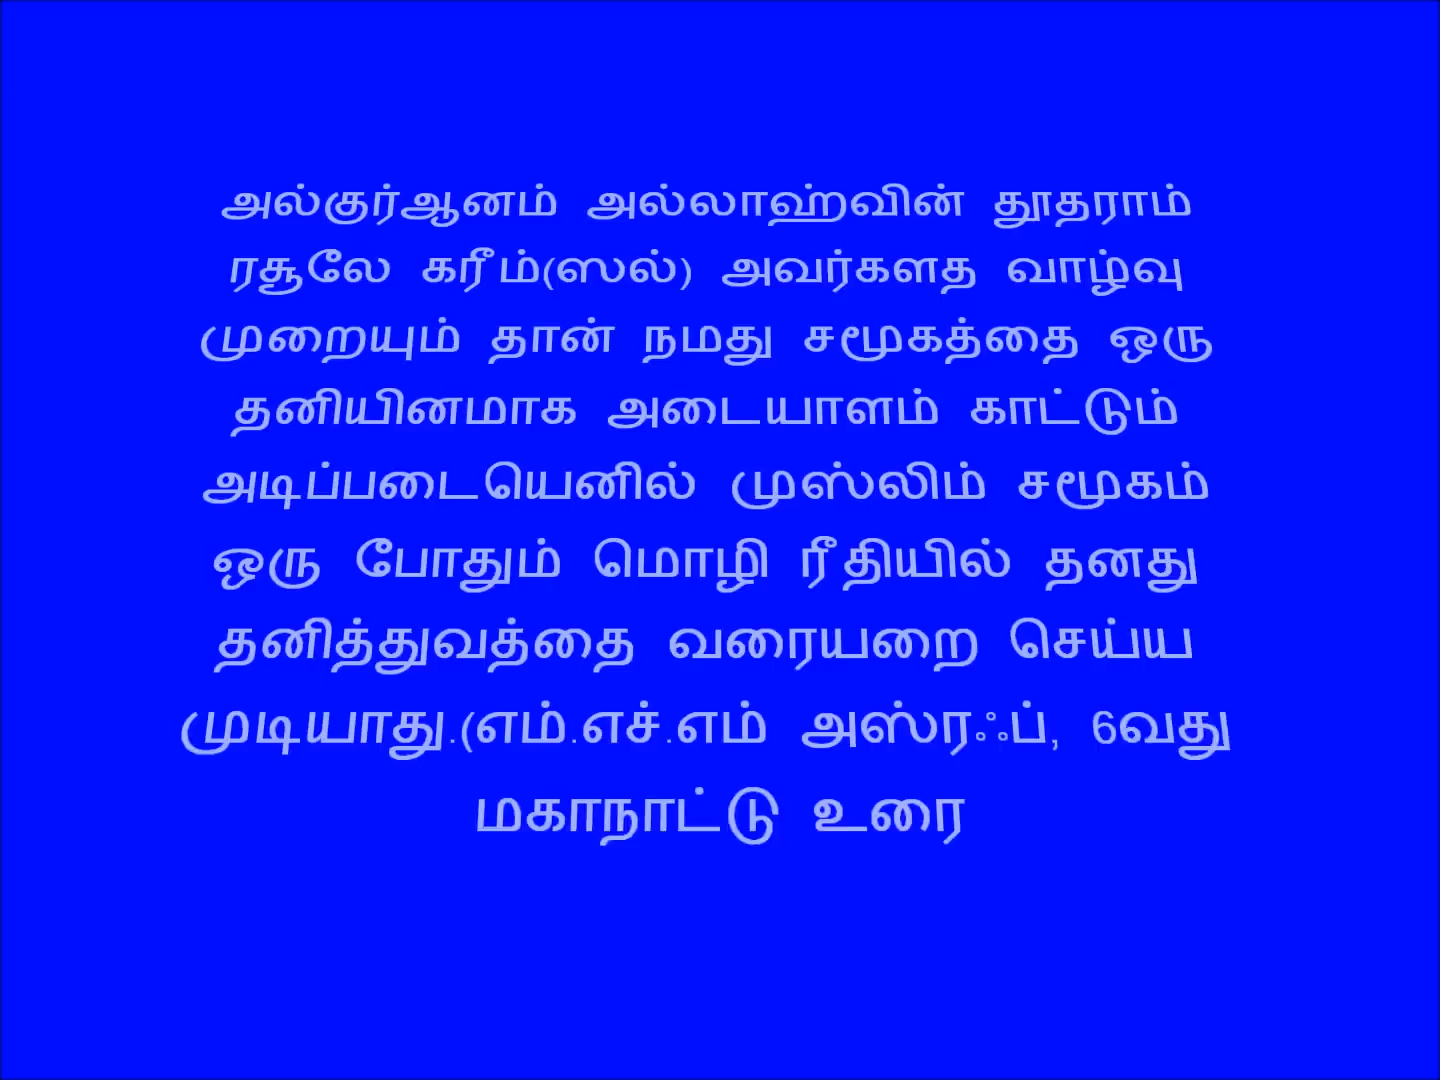 அல்குர்ஆனம் அல்லாஹ்வின் தூதராம்
ரசூலே கரீம்(ஸல்) அவர்களத வாழ்வு
முறையும் தான் நமது சமூகத்தை ஒரு
தனியினமாக அடையாளம் காட்டும்
அடிப்படையெனில் முஸ்லிம் சமூகம்
ஒரு போதும் மொழி ரீதியில் தனது
தனித்துவத்தை வரையறை செய்ய
முடியாது.(எம்.எச்.எம் அஸ்ரஃப், 6வது
மகாநாட்டு உரை